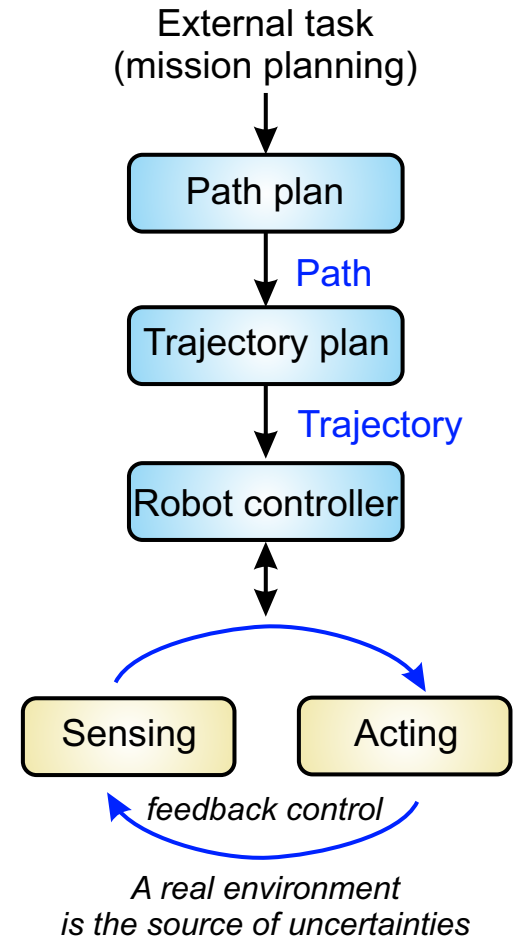 External task
(mission planning)
Path plan
Path
Trajectory plan
Trajectory
Robot controller
Sensing
Acting
feedback control
A real environment
is the source of uncertainties